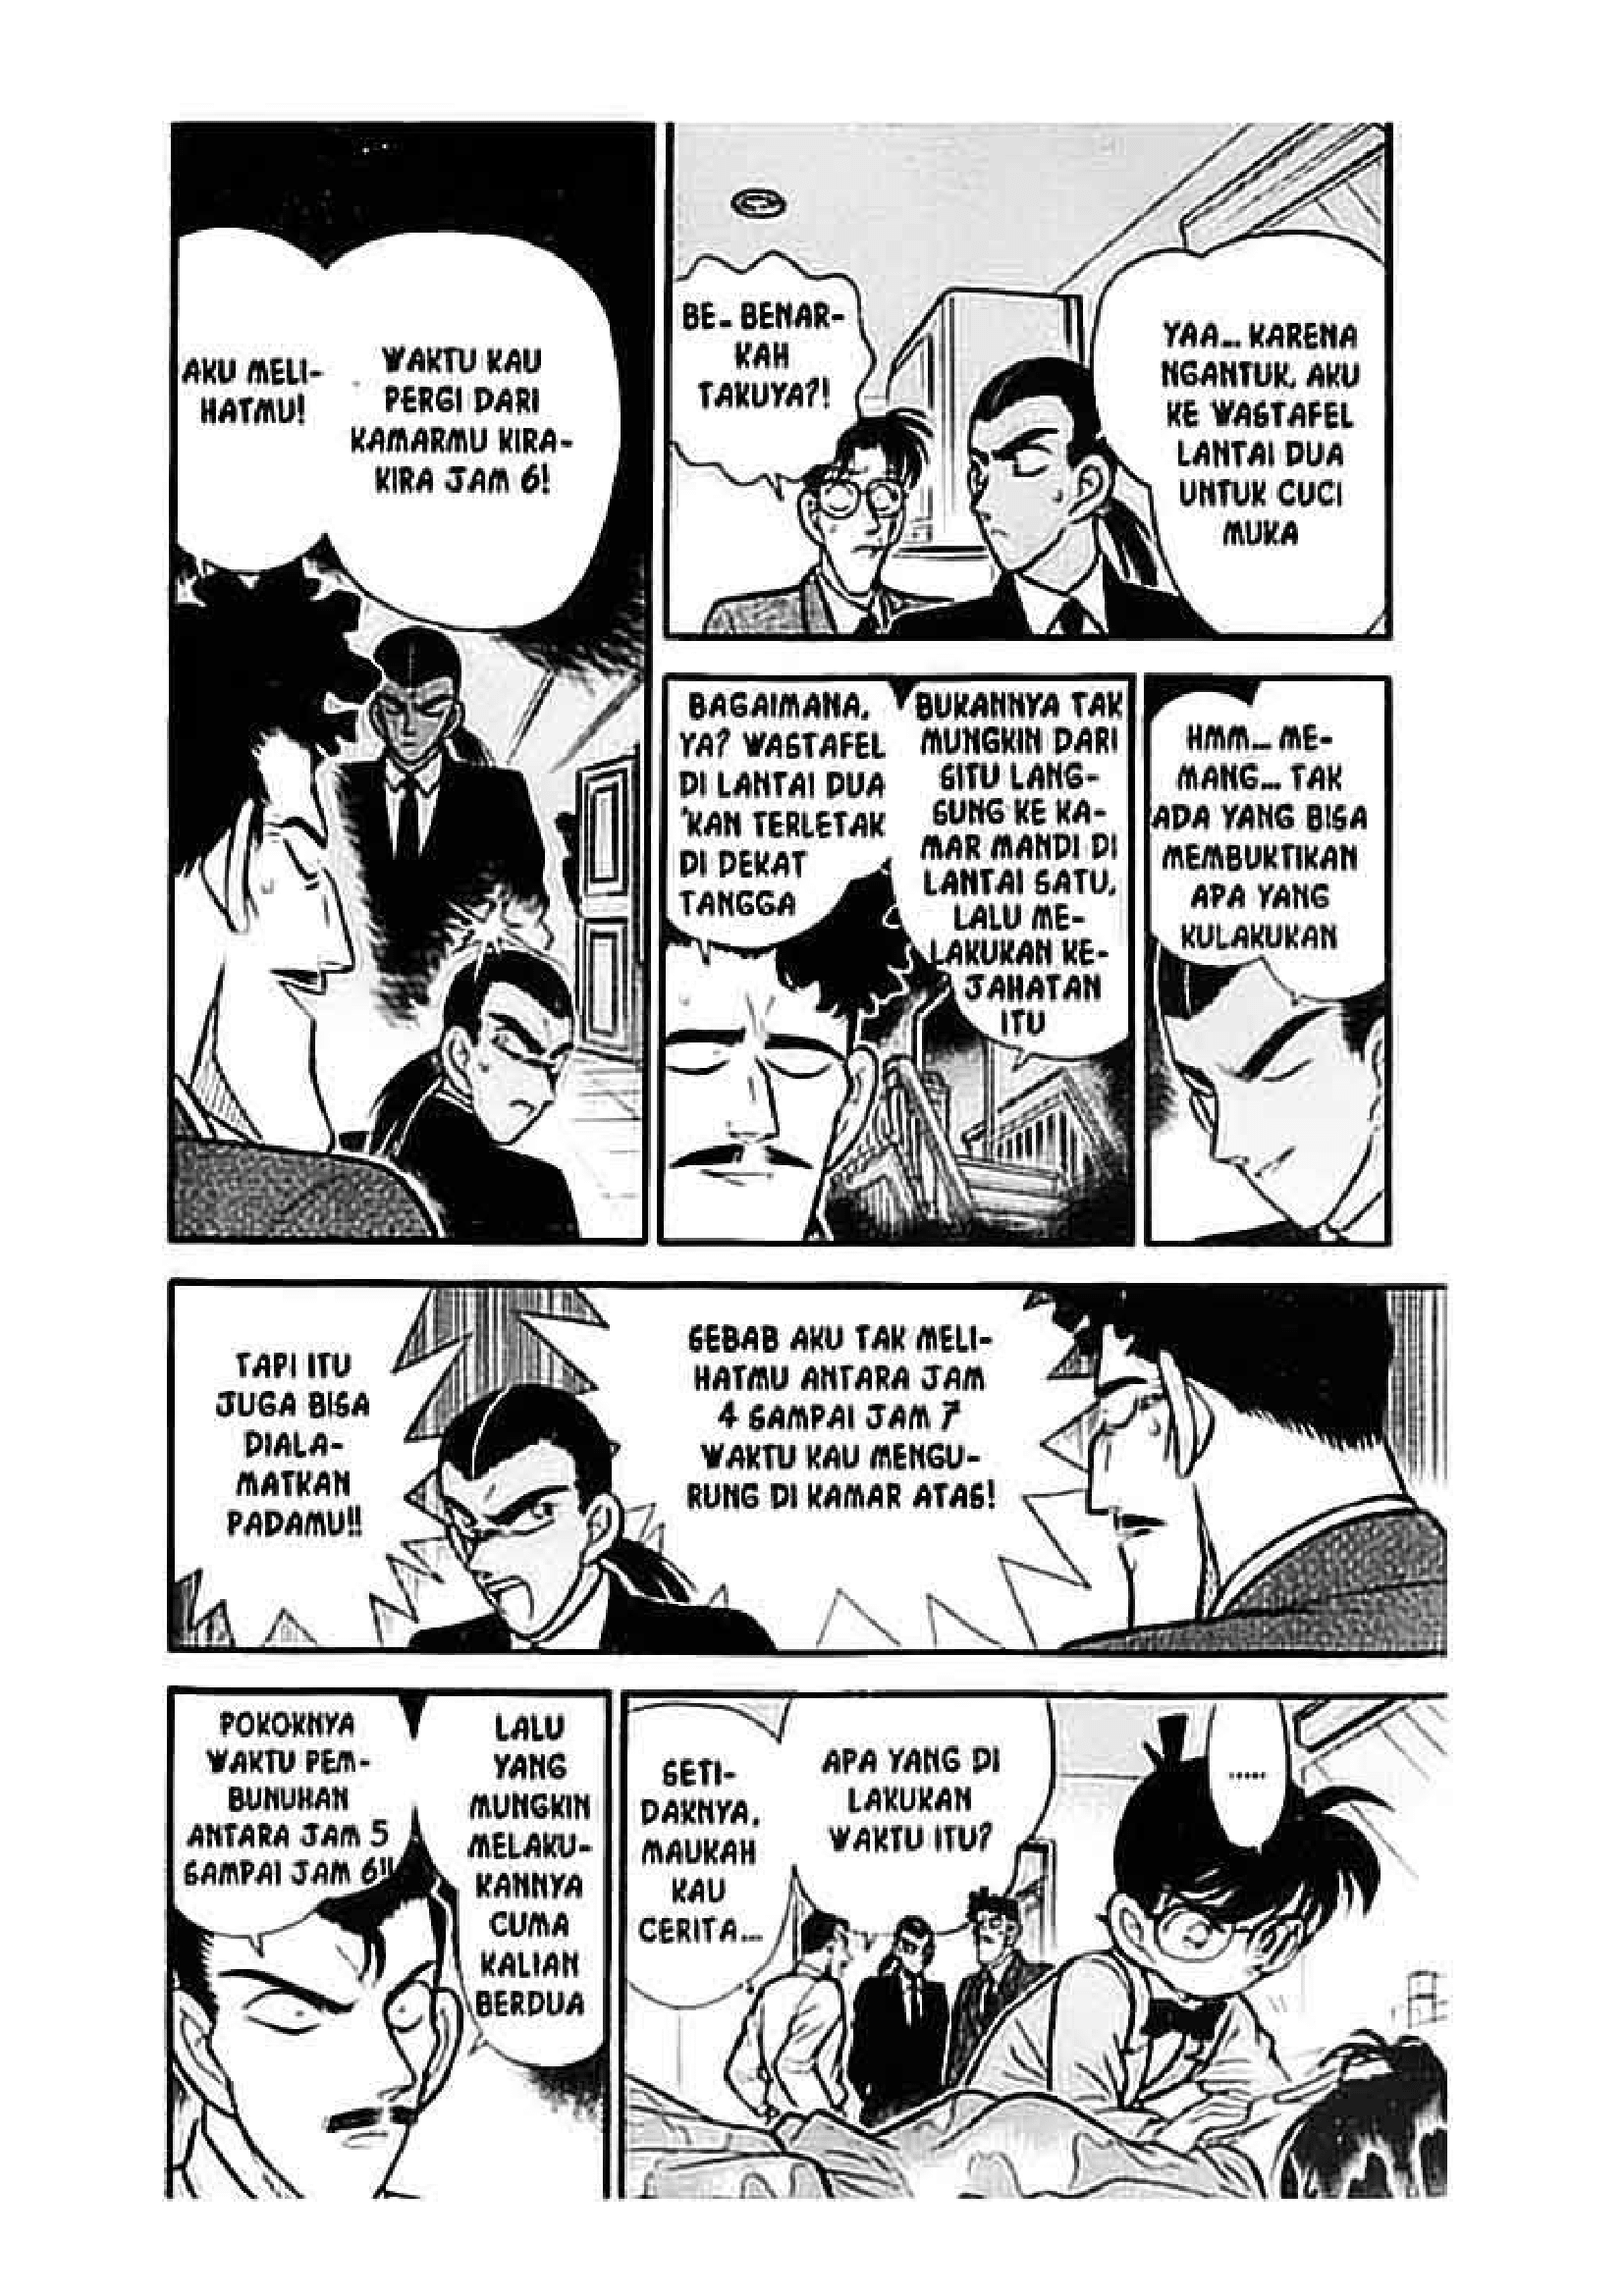 YAA... KARENA
NGANTUK, AKU
KE WASTAFEL
LANTAI DUA
UNTUK CUCI
MUKA
BE.. BENAR-
KAH
TAKUYA?!
WAKTU KAU
PERGI DARI
KAMARMU KIRA-
KIRA JAM 6!
AKU MELI-
HATMU!
HMM... ME-
MANG... TAK
ADA YANG BISA
MEMBUKTIKAN
APA YANG
KULAKUKAN
BUKANNYA TAK
MUNGKIN DARI
SITU LANG-
SUNG KE KA-
MAR MANDI DI
LANTAI SATU,
LALU ME-
LAKUKAN KE-
JAHATAN
ITU
BAGAIMANA,
YA? WASTAFEL
DI LANTAI DUA
'KAN TERLETAK
DI DEKAT
TANGGA
SEBAB AKU TAK MELI-
HATMU ANTARA JAM
4 SAMPAI JAM 7
WAKTU KAU MENGU-
RUNG DI KAMAR ATAS!
TAPI ITU
JUGA BISA
DIALA-
MATKAN
PADAMU!!
.....
APA YANG DI
LAKUKAN
WAKTU ITU?
SETI-
DAKNYA,
MAUKAH
KAU
CERITA...
LALU
YANG
MUNGKIN
MELAKU-
KANNYA
CUMA
KALIAN
BERDUA
POKOKNYA
WAKTU PEM-
BUNUHAN
ANTARA JAM 5
SAMPAI JAM 6!!